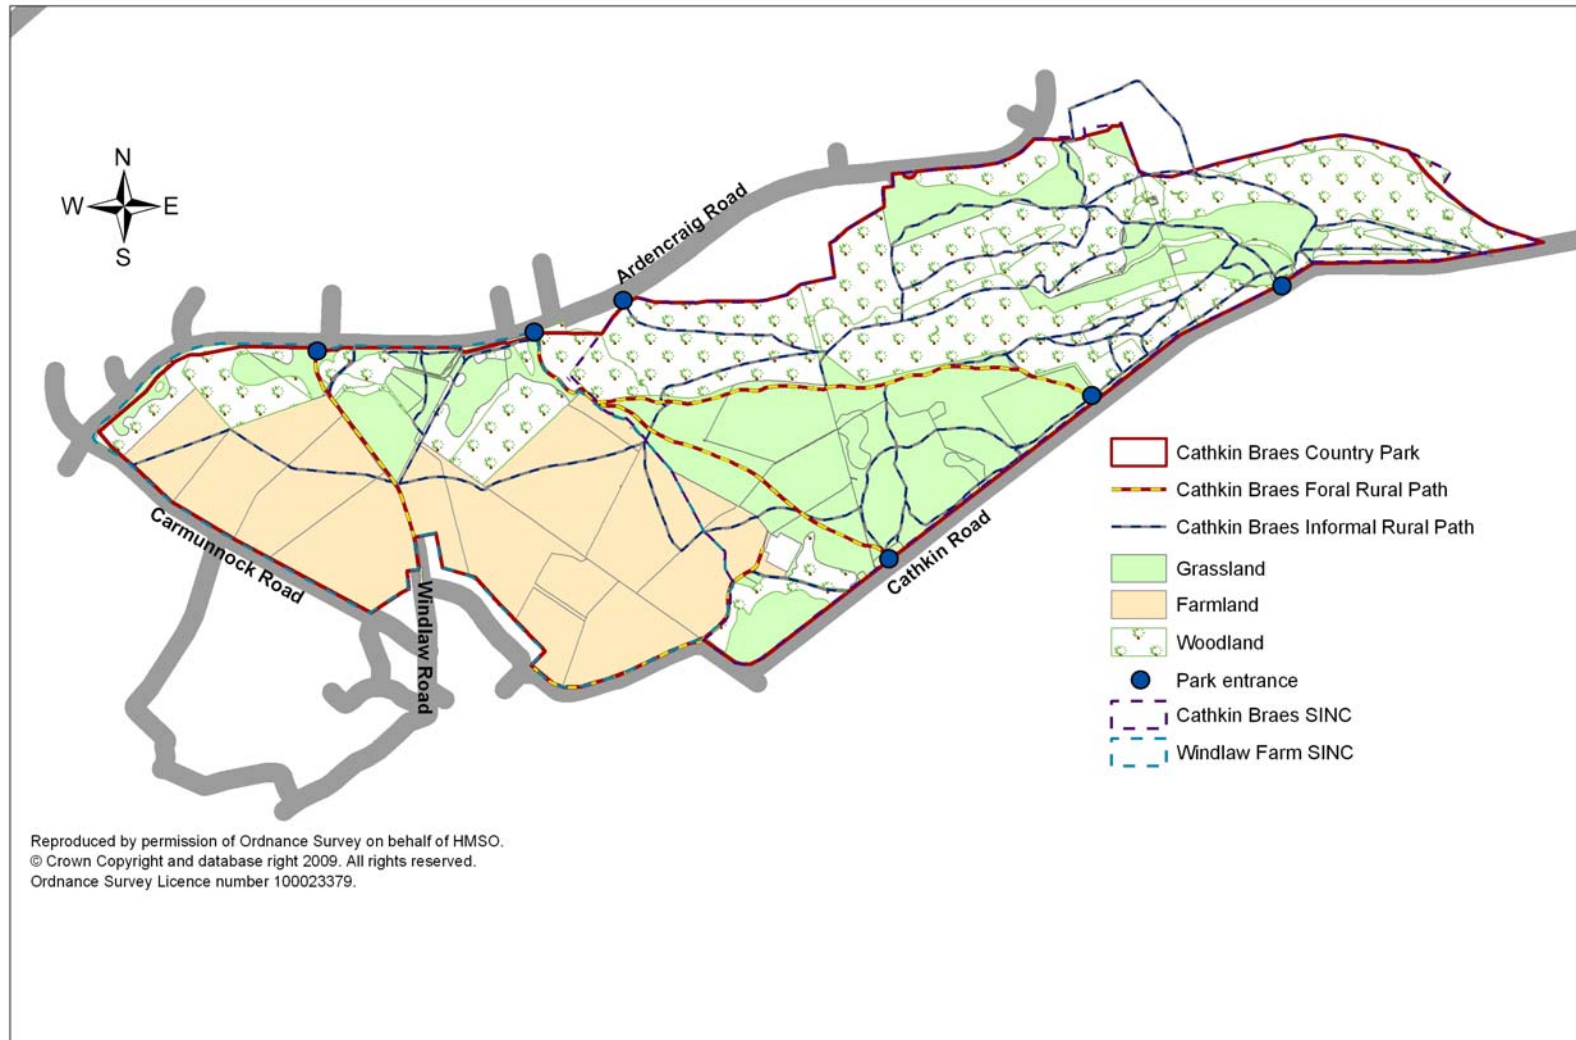 N
W E
S
Ardencraig Road
Carmunnock Road
Windlaw Road
Cathkin Road
Cathkin Braes Country Park
Cathkin Braes Foral Rural Path
Cathkin Braes Informal Rural Path
Grassland
Farmland
Woodland
Park entrance
Cathkin Braes SINC
Windlaw Farm SINC
Reproduced by permission of Ordnance Survey on behalf of HMSO.
© Crown Copyright and database right 2009. All rights reserved.
Ordnance Survey Licence number 100023379.